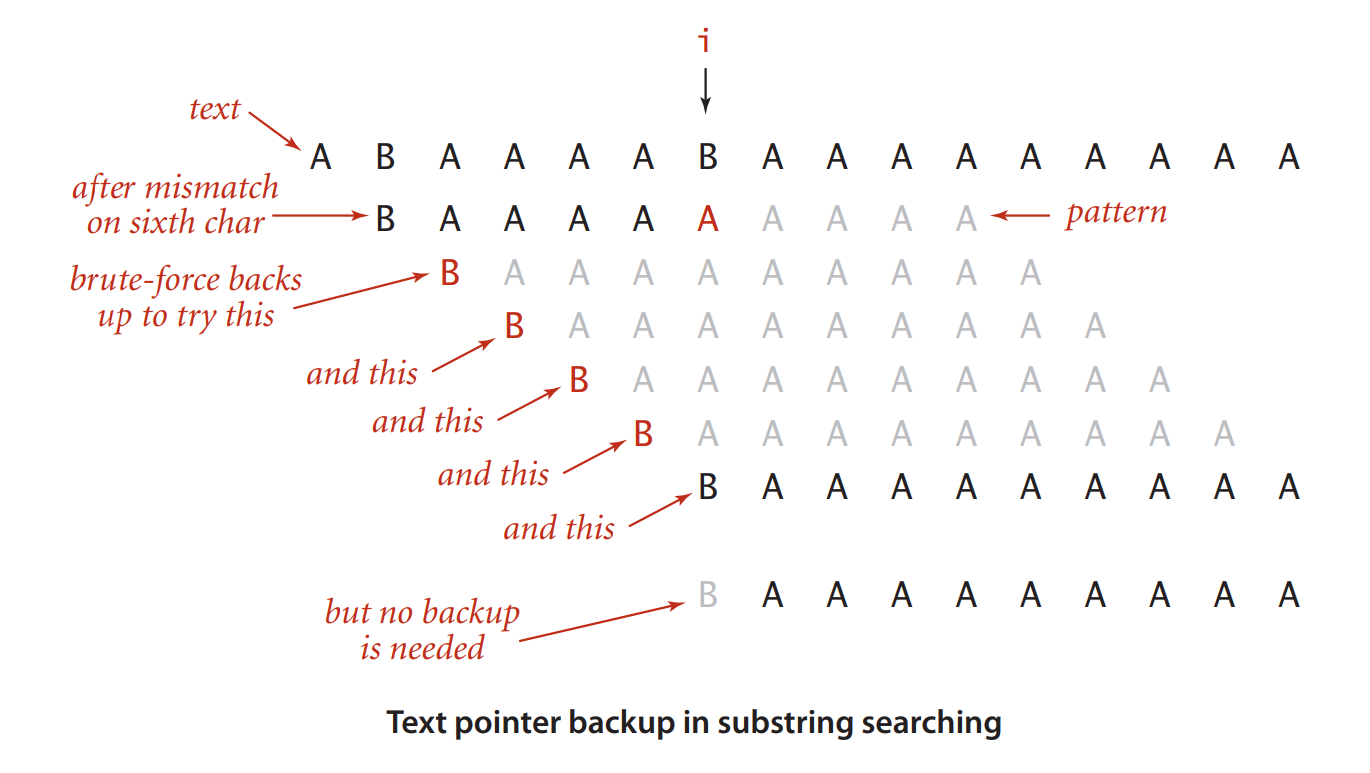 i
text
A B A A A A B A A A A A A A A A
after mismatch
on sixth char
B A A A A A A A A A
pattern
brute-force backs
up to try this
B A A A A A A A A A
and this
B A A A A A A A A A
and this
B A A A A A A A A A
and this
B A A A A A A A A A
and this
B A A A A A A A A A
but no backup
is needed
B A A A A A A A A A
Text pointer backup in substring searching